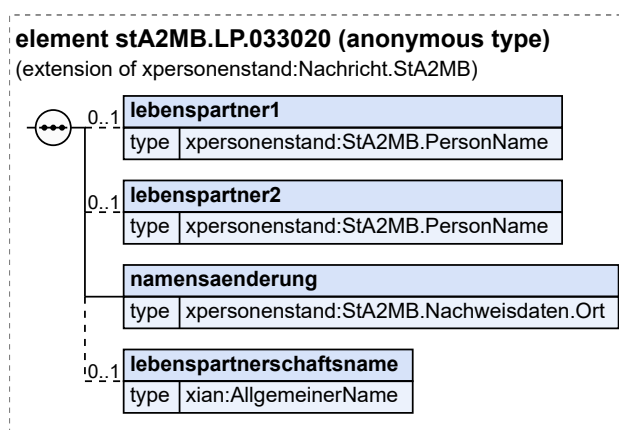 element stA2MB.LP.033020 (anonymous type)
(extension of xpersonenstand:Nachricht.StA2MB)
0..1 lebenspartner1
type xpersonenstand:StA2MB.PersonName
0..1 lebenspartner2
type xpersonenstand:StA2MB.PersonName
namensaenderung
type xpersonenstand:StA2MB.Nachweisdaten.Ort
0..1 lebenspartnerschaftsname
type xian:AllgemeinerName